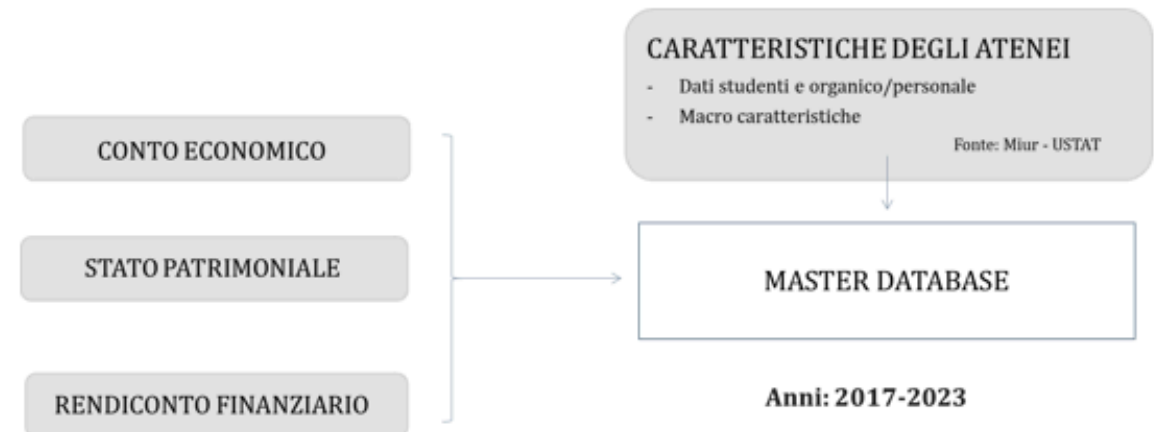 CARATTERISTICHE DEGLI ATENEI
- Dati studenti e organico/personale
- Macro caratteristiche
Fonte: Miur - USTAT
CONTO ECONOMICO
STATO PATRIMONIALE
RENDICONTO FINANZIARIO
MASTER DATABASE
Anni: 2017-2023